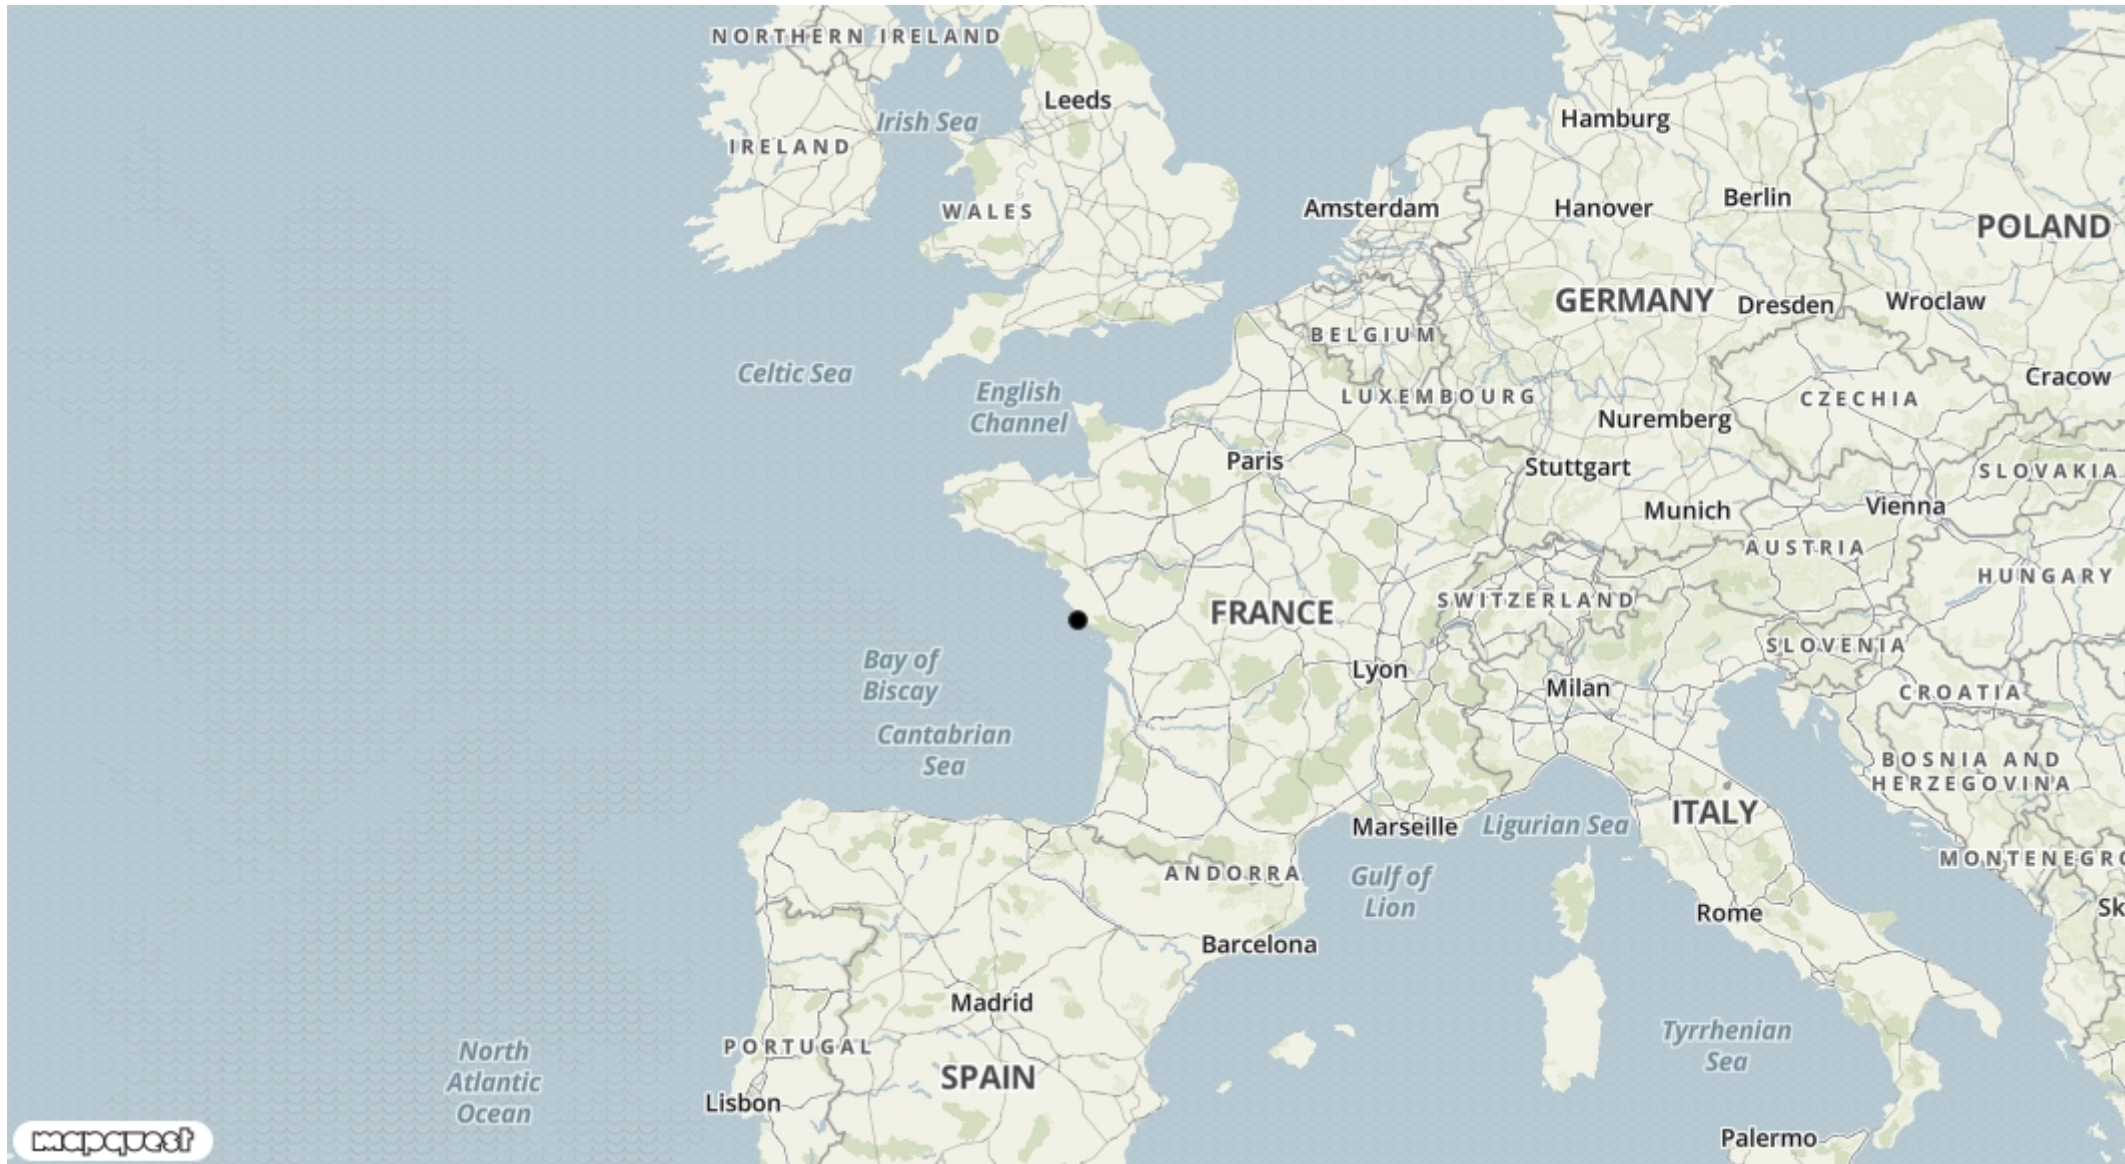 NORTHERN IRELAND
Leeds
Irish Sea
Hamburg
IRELAND
Berlin
Amsterdam
Hanover
WALES
POLAND
GERMANY
Dresden
Wroclaw
BELGIUM
Celtic Sea
Cracow
English
Channel
LUXEMBOURG
CZECHIA
Nuremberg
Paris
Stuttgart
SLOVAKIA
Munich
Vienna
AUSTRIA
HUNGARY
SWITZERLAND
FRANCE
SLOVENIA
Bay of
Biscay
Lyon
Milan
CROATIA
Cantabrian
Sea
BOSNIA AND
HERZEGOVINA
ITALY
Marseille
Ligurian Sea
MONTENEGRO
ANDORRA
Gulf of
Lion
Sk
Rome
Barcelona
Madrid
Tyrrhenian
Sea
PORTUGAL
North
Atlantic
Ocean
SPAIN
Lisbon
Palermo
mapquest